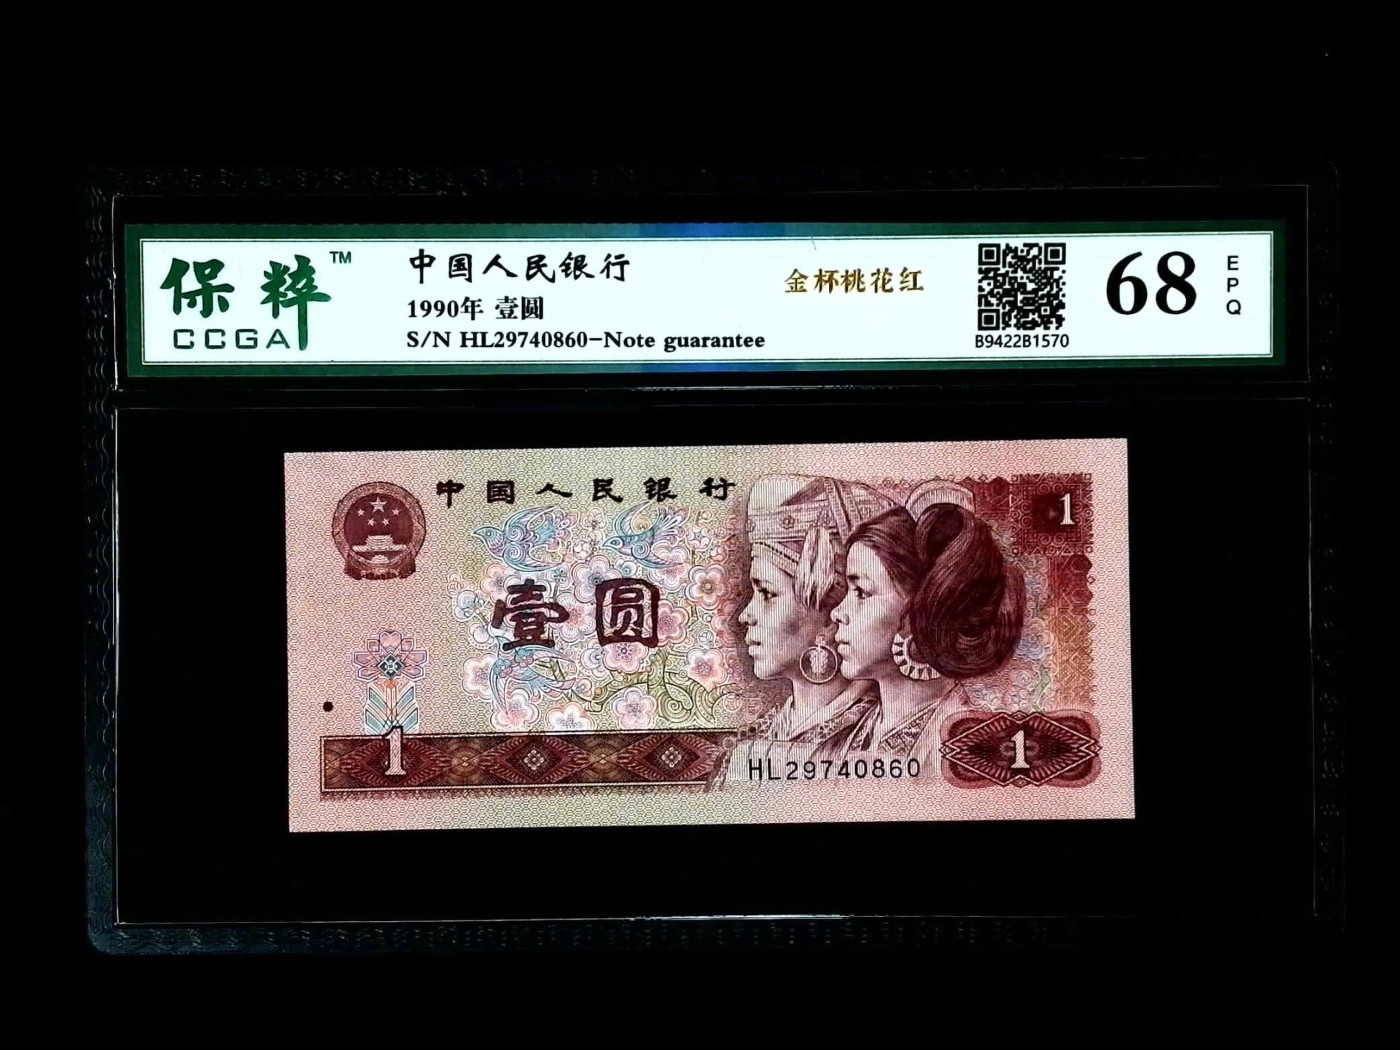 保粹™
CCGA
中国人民银行
1990年 壹圆
S/N HL29740860-Note guarantee
金杯桃花红
B9422B1570
68
EPQ
中国人民银行
1
壹圆
1
HL29740860
1